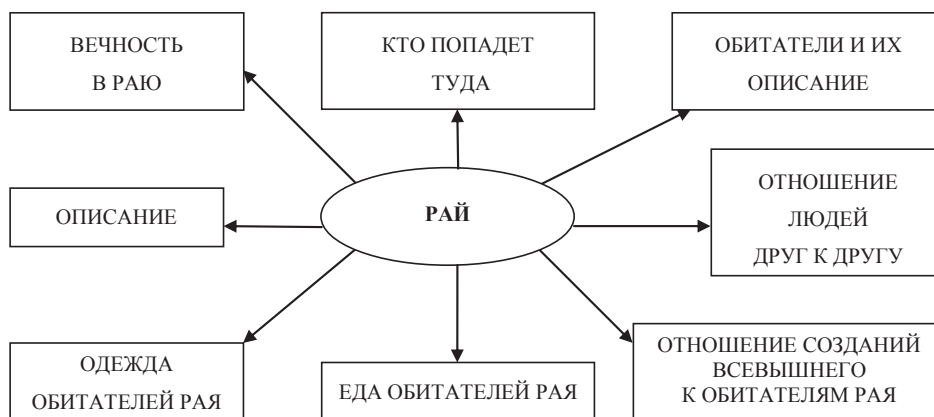 ВЕЧНОСТЬ
В РАЮ
КТО ПОПАДЕТ
ТУДА
ОБИТАТЕЛИ И ИХ
ОПИСАНИЕ
ОПИСАНИЕ
РАЙ
ОТНОШЕНИЕ
ЛЮДЕЙ
ДРУГ К ДРУГУ
ОДЕЖДА
ОБИТАТЕЛЕЙ РАЯ
ЕДА ОБИТАТЕЛЕЙ РАЯ
ОТНОШЕНИЕ СОЗДАНИЙ
ВСЕВЫШНЕГО
К ОБИТАТЕЛЯМ РАЯ